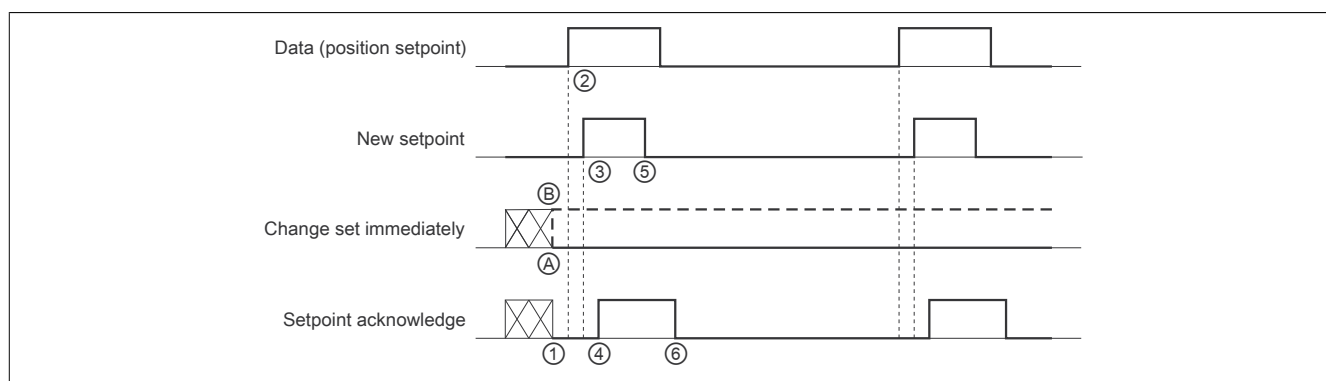 Data (position setpoint)
②
New setpoint
③ ⑤
Ⓑ
Change set immediately
Ⓐ
Setpoint acknowledge
① ④ ⑥